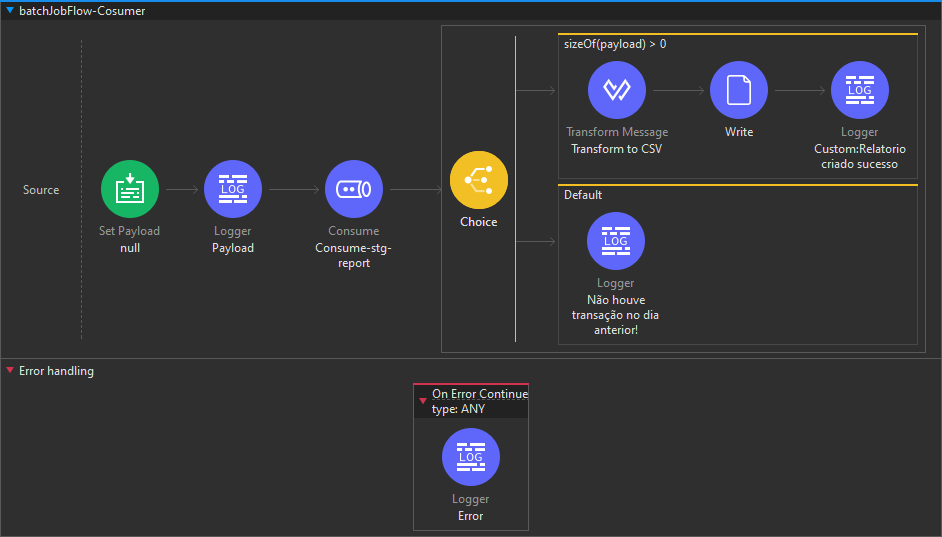 batchJobFlow-Cosumer
Source
Set Payload
null
LOG
Logger
Payload
Consume
Consume-stg-
report
Choice
sizeOf(payload) > 0
Transform Message
Transform to CSV
Write
LOG
Logger
Custom:Relatorio
criado sucesso
Default
LOG
Logger
Não houve
transação no dia
anterior!
Error handling
On Error Continue
type: ANY
LOG
Logger
Error